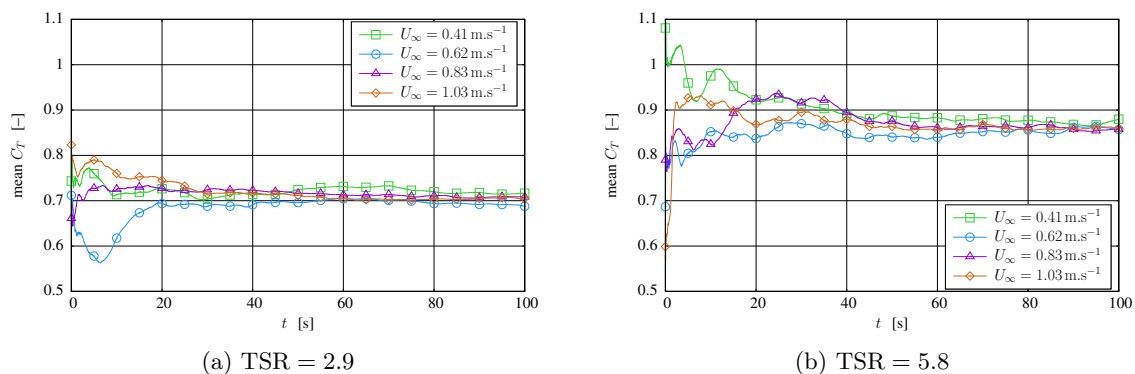 1.1
1
0.9
0.8
0.7
0.6
0.5
mean C_T [−]
0 20 40 60 80 100
t [s]
U∞ = 0.41 m.s⁻¹
U∞ = 0.62 m.s⁻¹
U∞ = 0.83 m.s⁻¹
U∞ = 1.03 m.s⁻¹
(a) TSR = 2.9
1.1
1
0.9
0.8
0.7
0.6
0.5
mean C_T [−]
0 20 40 60 80 100
t [s]
U∞ = 0.41 m.s⁻¹
U∞ = 0.62 m.s⁻¹
U∞ = 0.83 m.s⁻¹
U∞ = 1.03 m.s⁻¹
(b) TSR = 5.8